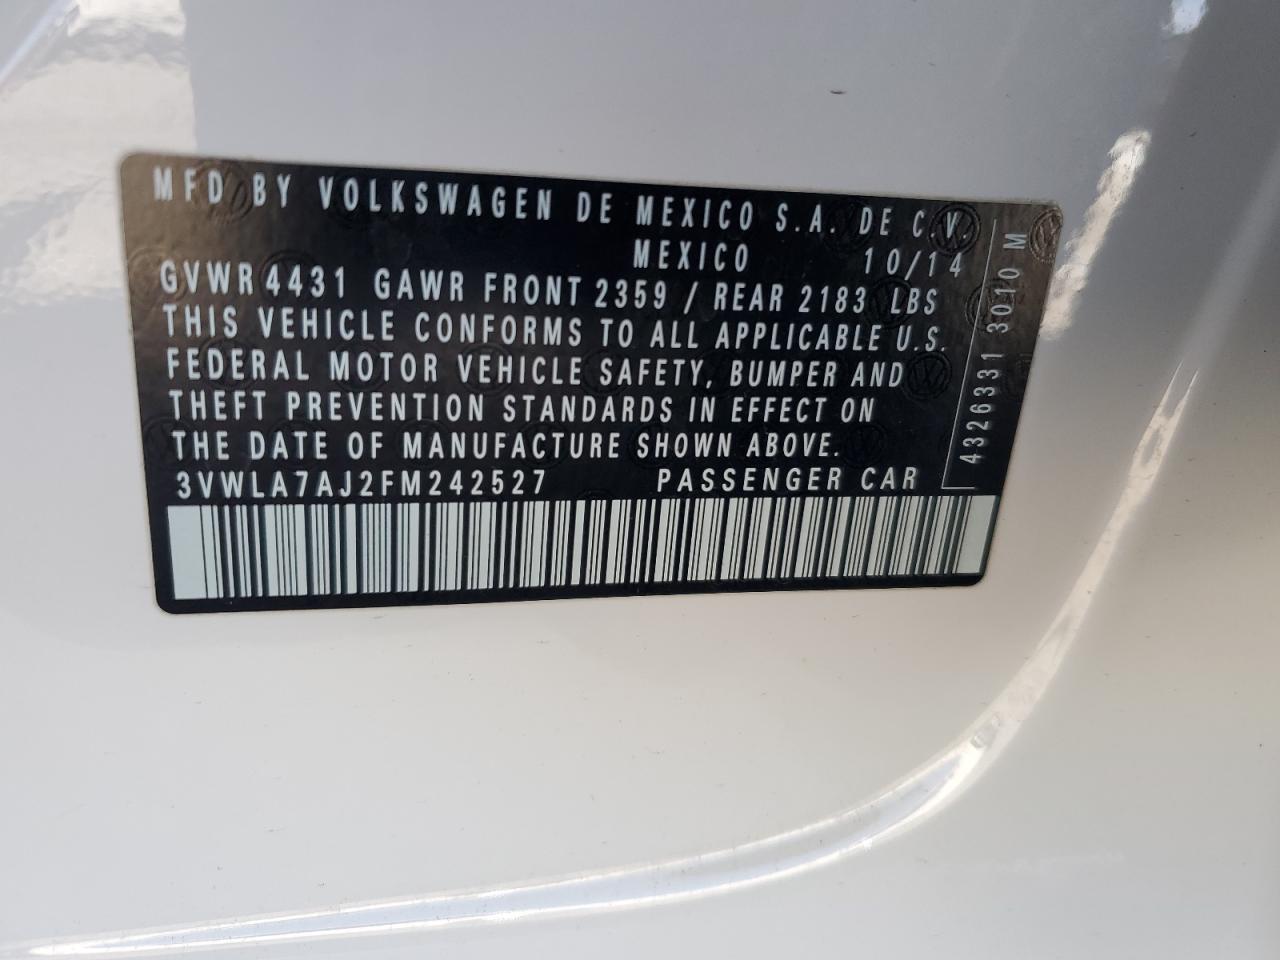 MFD BY VOLKSWAGEN DE MEXICO S.A. DE C.V.
MEXICO 10/14
GVWR 4431 GAWR FRONT 2359 / REAR 2183 LBS
THIS VEHICLE CONFORMS TO ALL APPLICABLE U.S.
FEDERAL MOTOR VEHICLE SAFETY, BUMPER AND
THEFT PREVENTION STANDARDS IN EFFECT ON
THE DATE OF MANUFACTURE SHOWN ABOVE.
3VWLA7AJ2FM242527 PASSENGER CAR
4326331 3010 M